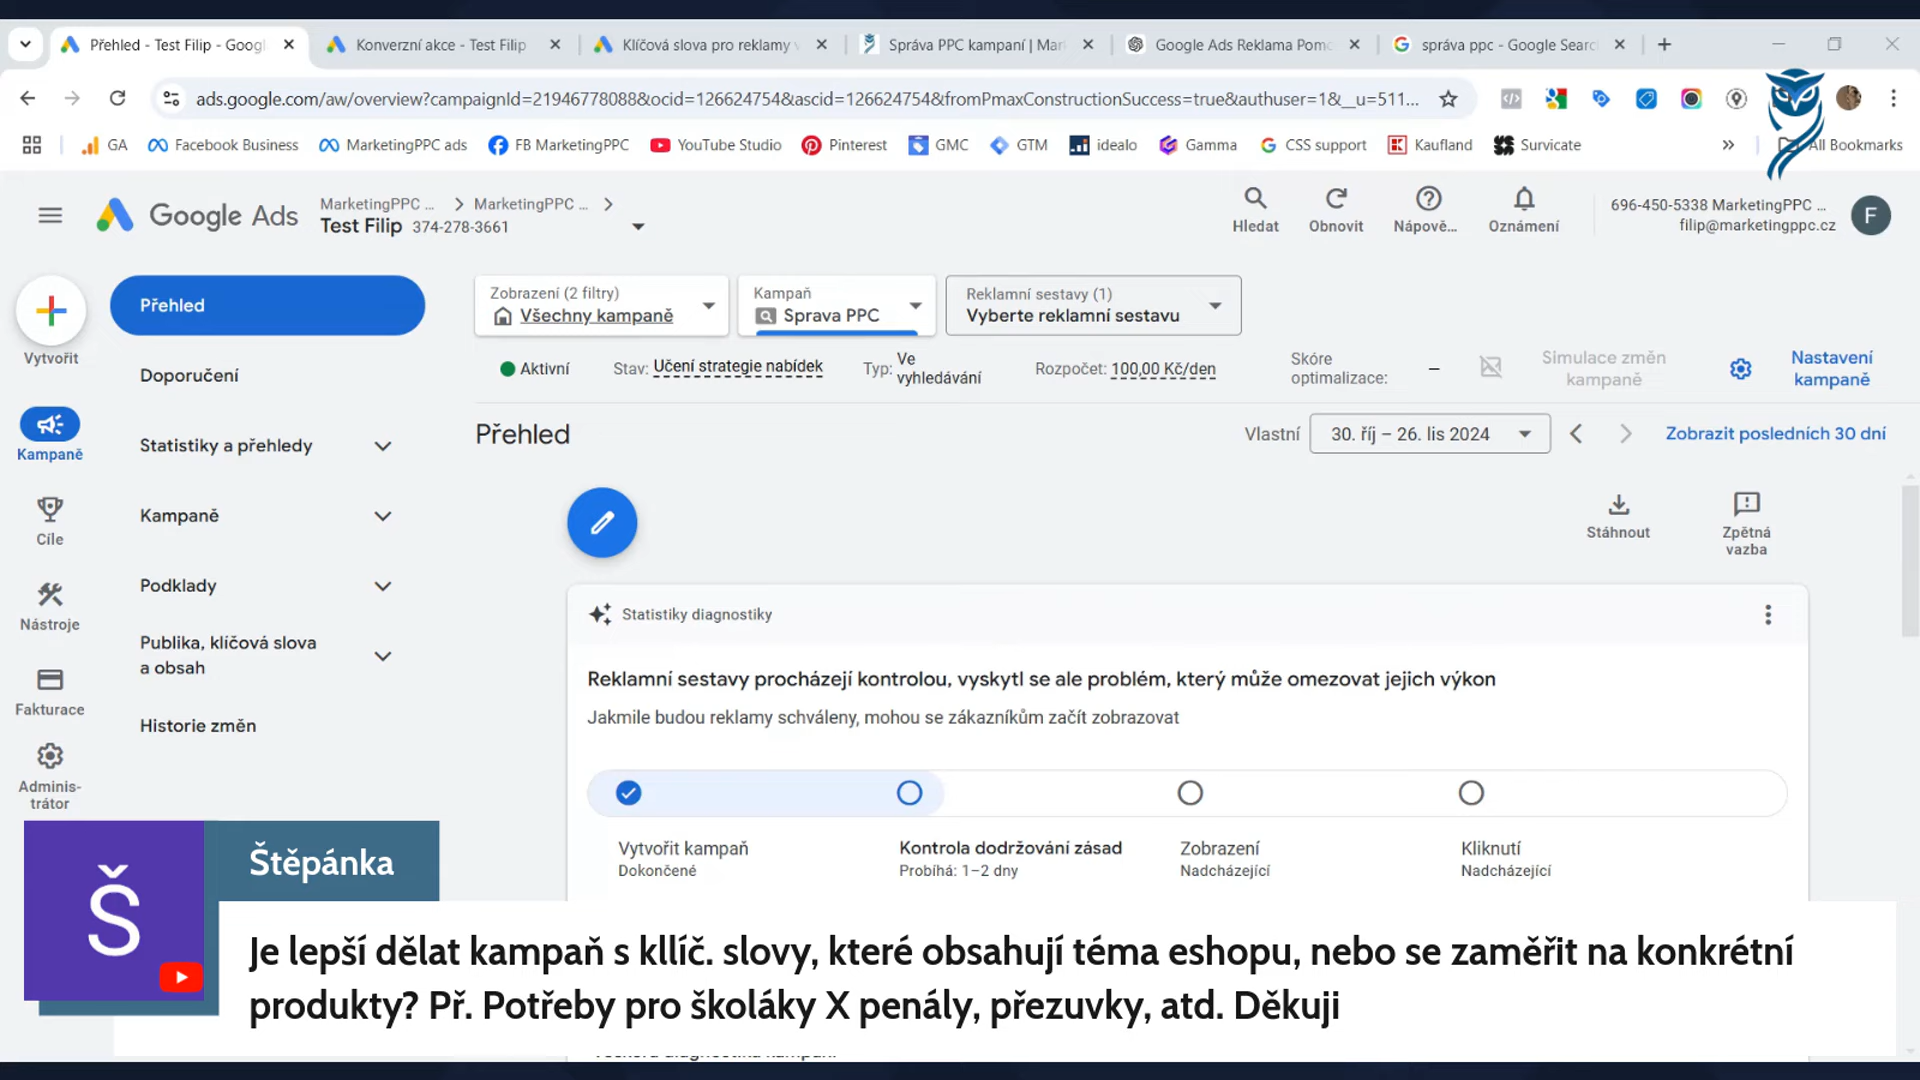 Přehled - Test Filip - Googl
Konverzní akce - Test Filip
Klíčová slova pro reklamy v
Správa PPC kampaní | Mar
Google Ads Reklama Pomo
správa ppc - Google Searc
ads.google.com/aw/overview?campaignId=21946778088&ocid=126624754&ascid=126624754&fromPmaxConstructionSuccess=true&authuser=1&__u=511...
GA
Facebook Business
MarketingPPC ads
FB MarketingPPC
YouTube Studio
Pinterest
GMC
GTM
idealo
Gamma
CSS support
Kaufland
Survicate
All Bookmarks
Google Ads
MarketingPPC ...
MarketingPPC ...
Test Filip 374-278-3661
Hledat
Obnovit
Nápově...
Oznámení
696-450-5338 MarketingPPC ...
filip@marketingppc.cz
F
Vytvořit
Kampaně
Cíle
Nástroje
Fakturace
Adminis-
trátor
Přehled
Doporučení
Statistiky a přehledy
Kampaně
Podklady
Publika, klíčová slova
a obsah
Historie změn
Zobrazení (2 filtry)
Všechny kampaně
Kampaň
Sprava PPC
Reklamní sestavy (1)
Vyberte reklamní sestavu
Aktivní
Stav: Učení strategie nabídek
Typ: Ve
vyhledávání
Rozpočet: 100,00 Kč/den
Skóre
optimalizace: –
Simulace změn
kampaně
Nastavení
kampaně
Přehled
Vlastní
30. říj – 26. lis 2024
Zobrazit posledních 30 dní
Stáhnout
Zpětná
vazba
Statistiky diagnostiky
Reklamní sestavy procházejí kontrolou, vyskytl se ale problém, který může omezovat jejich výkon
Jakmile budou reklamy schváleny, mohou se zákazníkům začít zobrazovat
Vytvořit kampaň
Dokončené
Kontrola dodržování zásad
Probíhá: 1–2 dny
Zobrazení
Nadcházející
Kliknutí
Nadcházející
Š
Štěpánka
Je lepší dělat kampaň s kllíč. slovy, které obsahují téma eshopu, nebo se zaměřit na konkrétní
produkty? Př. Potřeby pro školáky X penály, přezuvky, atd. Děkuji